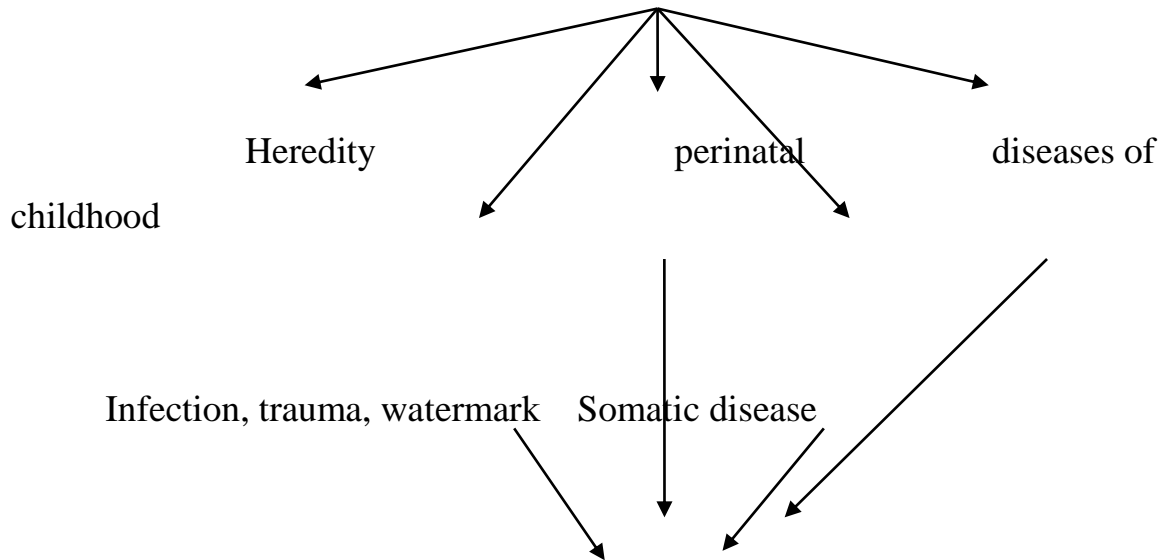 Heredity perinatal diseases of
childhood
Infection, trauma, watermark Somatic disease